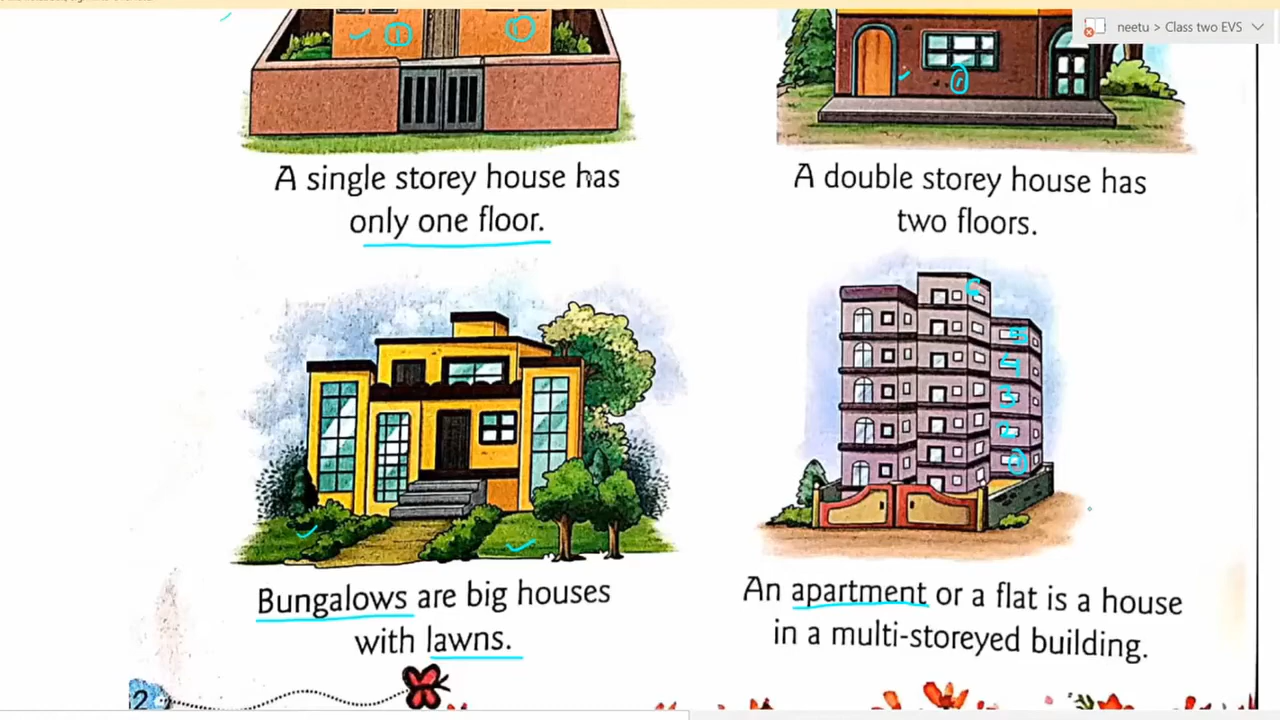 neetu > Class two EVS
A single storey house has
only one floor.
A double storey house has
two floors.
Bungalows are big houses
with lawns.
An apartment or a flat is a house
in a multi-storeyed building.
2